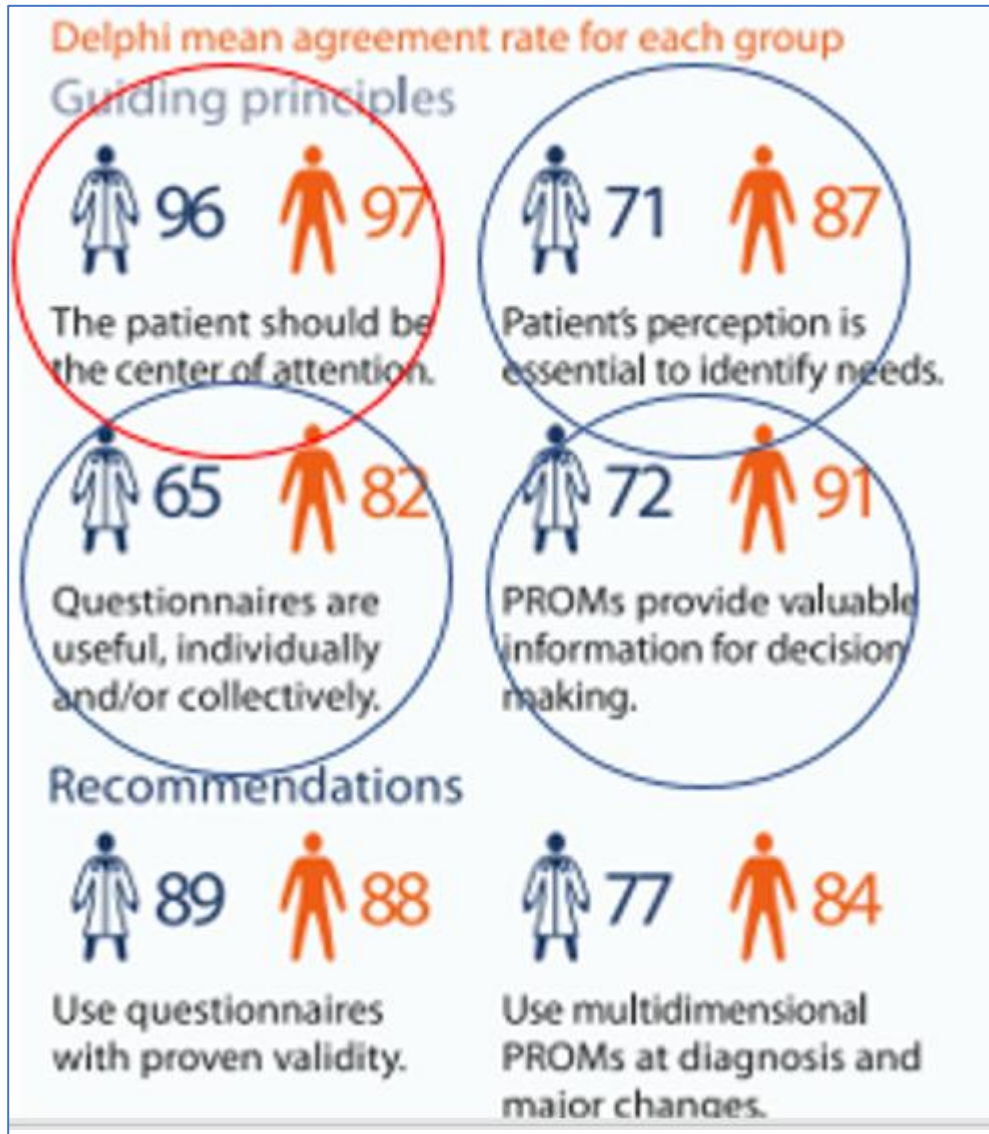 Delphi mean agreement rate for each group
Guiding principles
96 97
The patient should be
the center of attention.
71 87
Patient's perception is
essential to identify needs.
65 82
Questionnaires are
useful, individually
and/or collectively.
72 91
PROMs provide valuable
information for decision
making.
Recommendations
89 88
Use questionnaires
with proven validity.
77 84
Use multidimensional
PROMs at diagnosis and
major changes.